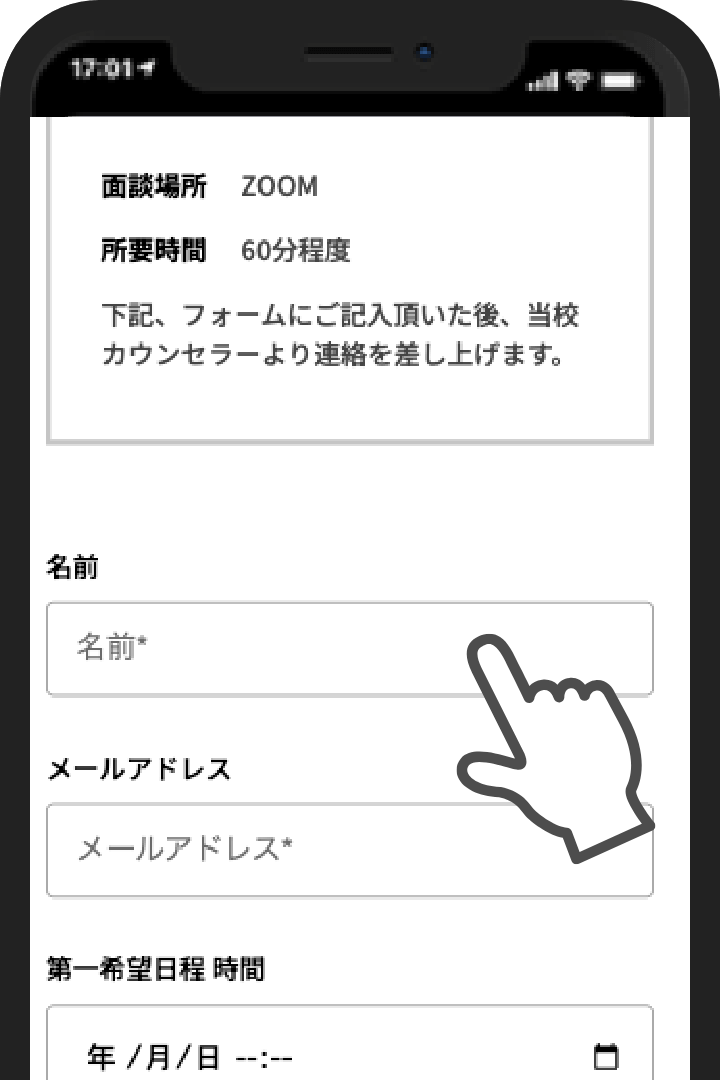 17:01
面談場所 ZOOM
所要時間 60分程度
下記、フォームにご記入頂いた後、当校
カウンセラーより連絡を差し上げます。
名前
名前*
メールアドレス
メールアドレス*
第一希望日程 時間
年 /月/日 --:--